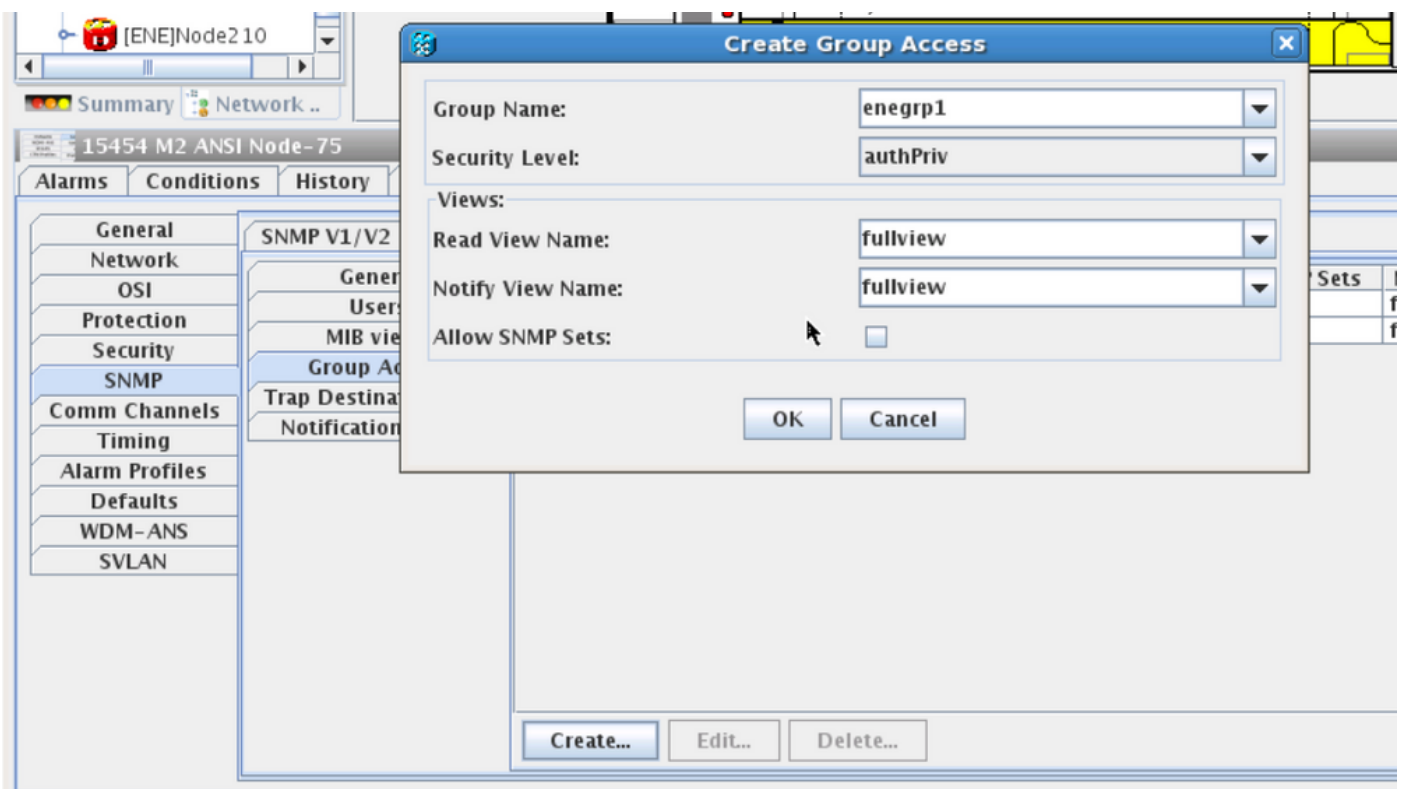 [ENE]Node210
Summary Network ..
15454 M2 ANSI Node-75
Alarms Conditions History
General
Network
OSI
Protection
Security
SNMP
Comm Channels
Timing
Alarm Profiles
Defaults
WDM-ANS
SVLAN
SNMP V1/V2
Gener
User
MIB vie
Group Ac
Trap Destina
Notification
Create Group Access
Group Name: enegrp1
Security Level: authPriv
Views:
Read View Name: fullview
Notify View Name: fullview
Allow SNMP Sets:
OK Cancel
Sets
f
f
Create... Edit... Delete...